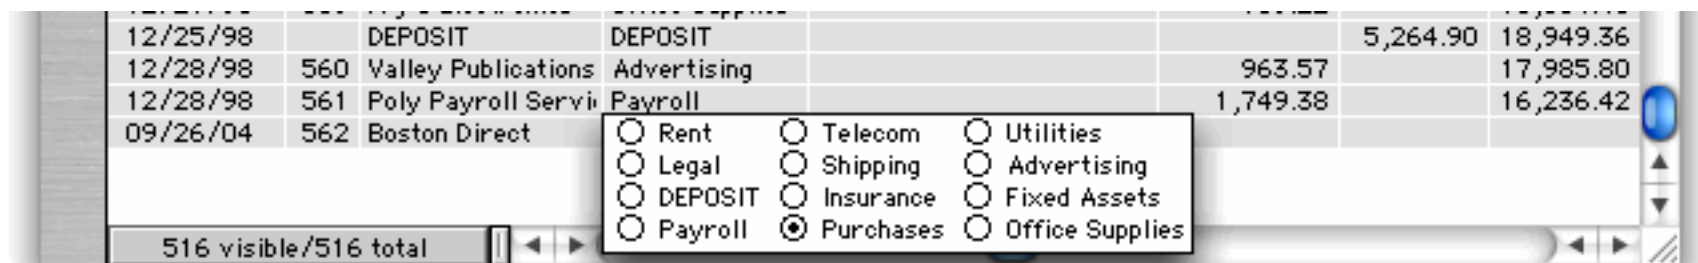 12/25/98 DEPOSIT DEPOSIT 5,264.90 18,949.36
12/28/98 560 Valley Publications Advertising 963.57 17,985.80
12/28/98 561 Poly Payroll Servi Payroll 1,749.38 16,236.42
09/26/04 562 Boston Direct
Rent Telecom Utilities
Legal Shipping Advertising
DEPOSIT Insurance Fixed Assets
Payroll Purchases Office Supplies
516 visible/516 total